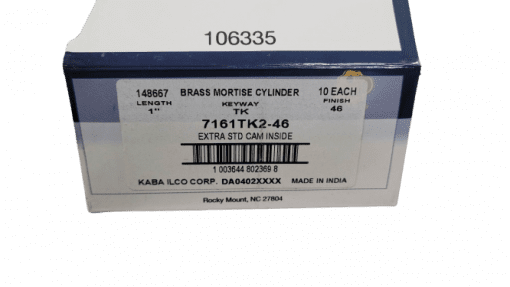 106335
148667 BRASS MORTISE CYLINDER 10 EACH
LENGTH KEYWAY FINISH
1" TK 46
7161TK2-46
EXTRA STD CAM INSIDE
1 003644 802369 8
KABA ILCO CORP. DA0402XXXX MADE IN INDIA
Rocky Mount, NC 27804